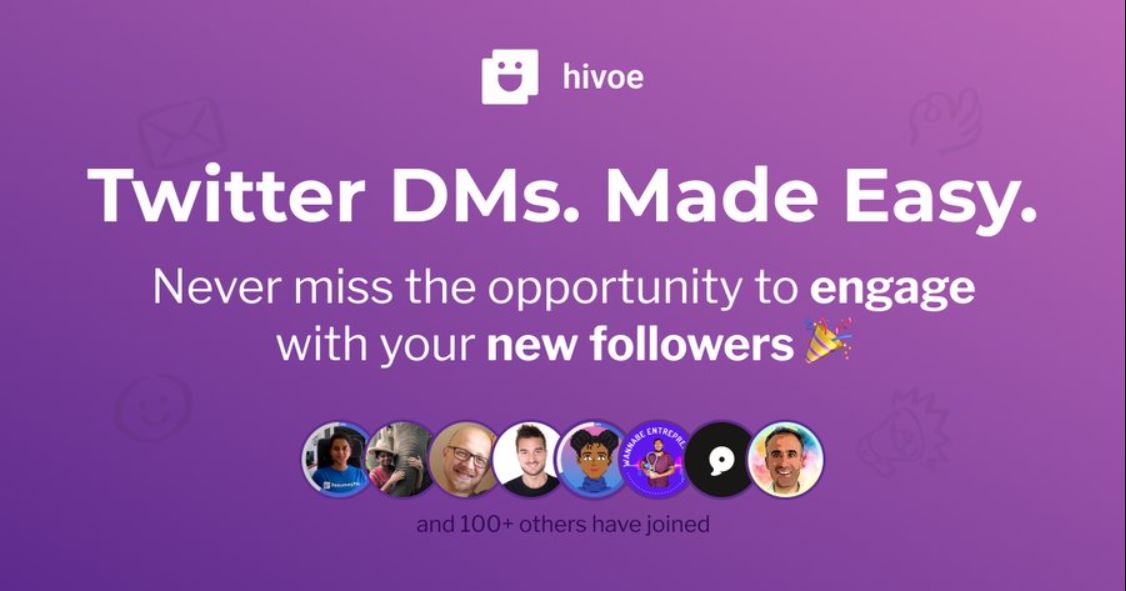 hivoe
Twitter DMs. Made Easy.
Never miss the opportunity to engage
with your new followers
WANNABE ENTREPRE
and 100+ others have joined